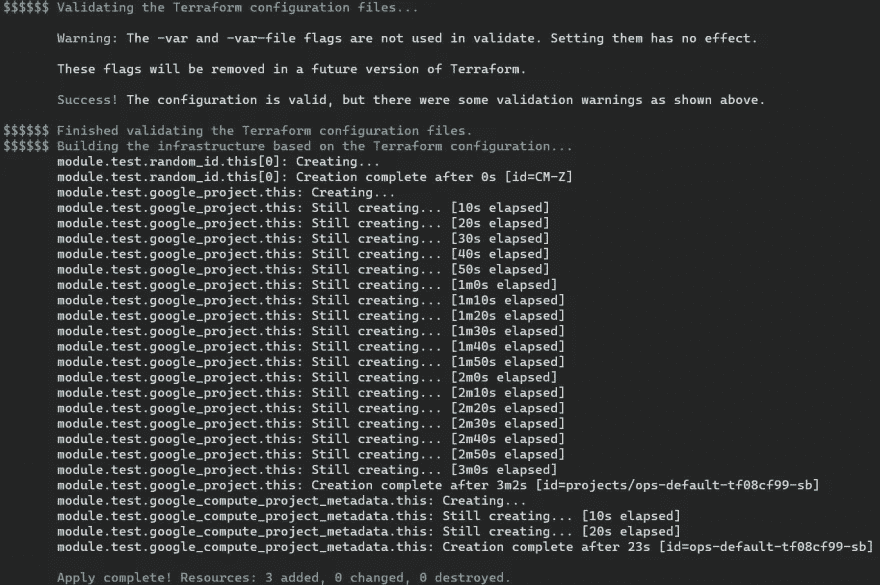 $$$$$$ Validating the Terraform configuration files...
Warning: The -var and -var-file flags are not used in validate. Setting them has no effect.
These flags will be removed in a future version of Terraform.
Success! The configuration is valid, but there were some validation warnings as shown above.
$$$$$$ Finished validating the Terraform configuration files.
$$$$$$ Building the infrastructure based on the Terraform configuration...
module.test.random_id.this[0]: Creating...
module.test.random_id.this[0]: Creation complete after 0s [id=CM-Z]
module.test.google_project.this: Creating...
module.test.google_project.this: Still creating... [10s elapsed]
module.test.google_project.this: Still creating... [20s elapsed]
module.test.google_project.this: Still creating... [30s elapsed]
module.test.google_project.this: Still creating... [40s elapsed]
module.test.google_project.this: Still creating... [50s elapsed]
module.test.google_project.this: Still creating... [1m0s elapsed]
module.test.google_project.this: Still creating... [1m10s elapsed]
module.test.google_project.this: Still creating... [1m20s elapsed]
module.test.google_project.this: Still creating... [1m30s elapsed]
module.test.google_project.this: Still creating... [1m40s elapsed]
module.test.google_project.this: Still creating... [1m50s elapsed]
module.test.google_project.this: Still creating... [2m0s elapsed]
module.test.google_project.this: Still creating... [2m10s elapsed]
module.test.google_project.this: Still creating... [2m20s elapsed]
module.test.google_project.this: Still creating... [2m30s elapsed]
module.test.google_project.this: Still creating... [2m40s elapsed]
module.test.google_project.this: Still creating... [2m50s elapsed]
module.test.google_project.this: Still creating... [3m0s elapsed]
module.test.google_project.this: Creation complete after 3m2s [id=projects/ops-default-tf08cf99-sb]
module.test.google_compute_project_metadata.this: Creating...
module.test.google_compute_project_metadata.this: Still creating... [10s elapsed]
module.test.google_compute_project_metadata.this: Still creating... [20s elapsed]
module.test.google_compute_project_metadata.this: Creation complete after 23s [id=ops-default-tf08cf99-sb]
Apply complete! Resources: 3 added, 0 changed, 0 destroyed.